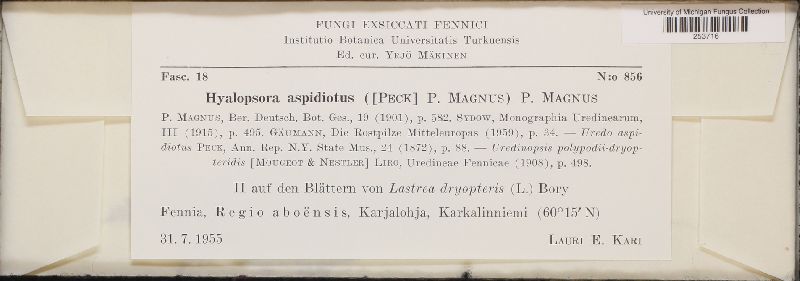 University of Michigan Fungus Collection
253716
FUNGI EXSICCATI FENNICI
Institutio Botanica Universitatis Turkuensis
Ed. cur. YRJÖ MÄKINEN
Fasc. 18 N:o 856
Hyalopsora aspidiotus ([PECK] P. MAGNUS) P. MAGNUS
P. MAGNUS, Ber. Deutsch. Bot. Ges., 19 (1901), p. 582. SYDOW, Monographia Uredinearum,
III (1915), p. 495. GÄUMANN, Die Rostpilze Mitteleuropas (1959), p. 34. — Uredo aspi-
diotus PECK, Ann. Rep. N.Y. State Mus., 24 (1872), p. 88. — Uredinopsis polypodii-dryop-
teridis [MOUGEOT & NESTLER] LIRO, Uredineae Fennicae (1908), p. 498.
II auf den Blättern von Lastrea dryopteris (L.) Bory
Fennia, Regio aboënsis, Karjalohja, Karkalinniemi (60°15' N)
31. 7. 1955 LAURI E. KARI